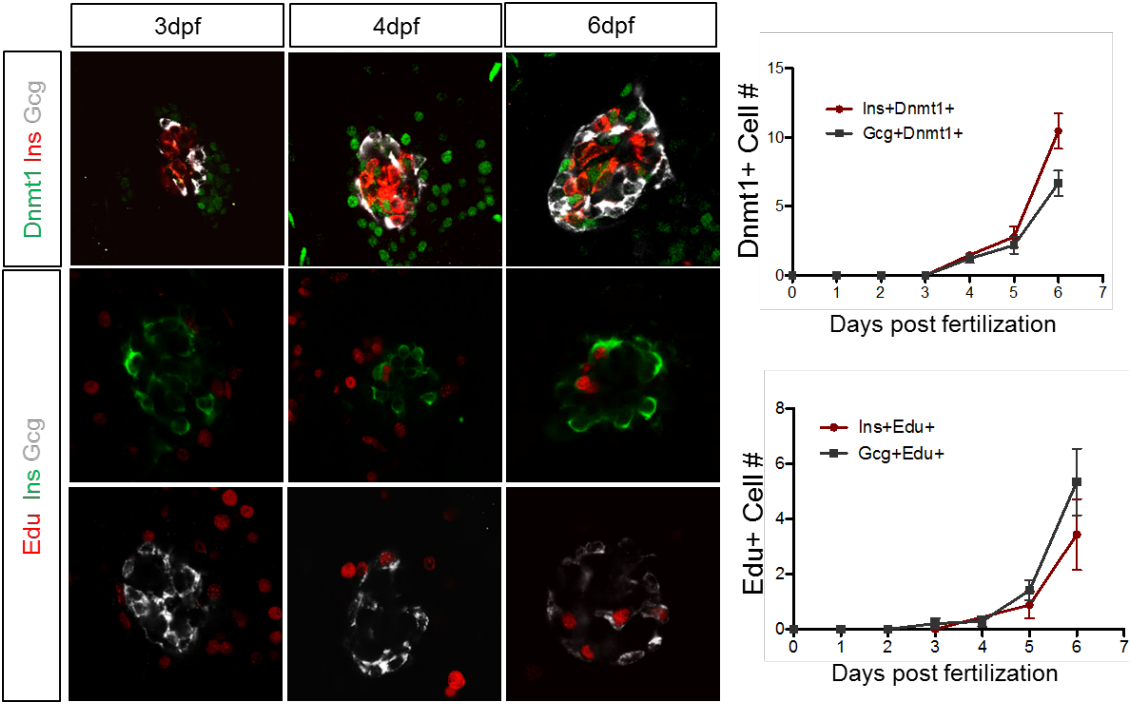 3dpf
4dpf
6dpf
Dnmt1 Ins Gcg
Edu Ins Gcg
15
10
5
0
Dnmt1+ Cell #
Ins+Dnmt1+
Gcg+Dnmt1+
0 1 2 3 4 5 6 7
Days post fertilization
8
6
4
2
0
Edu+ Cell #
Ins+Edu+
Gcg+Edu+
0 1 2 3 4 5 6 7
Days post fertilization